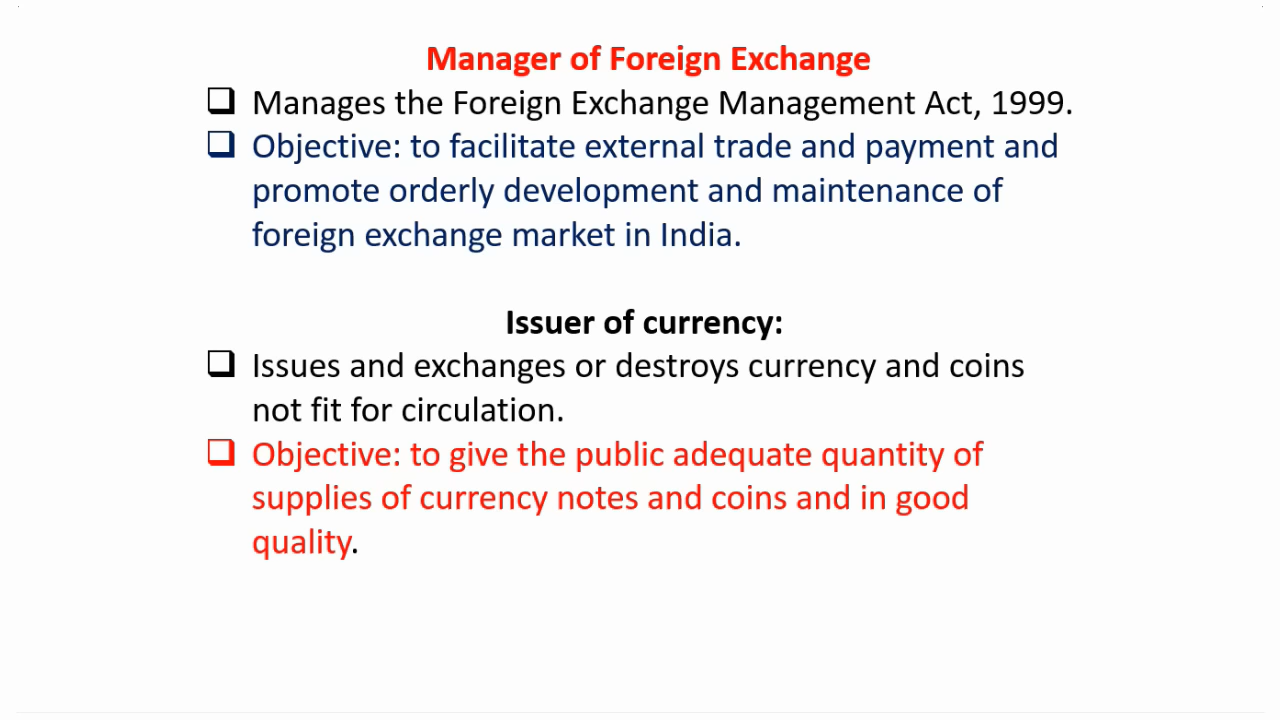 Manager of Foreign Exchange
❑ Manages the Foreign Exchange Management Act, 1999.
❑ Objective: to facilitate external trade and payment and
promote orderly development and maintenance of
foreign exchange market in India.
Issuer of currency:
❑ Issues and exchanges or destroys currency and coins
not fit for circulation.
❑ Objective: to give the public adequate quantity of
supplies of currency notes and coins and in good
quality.